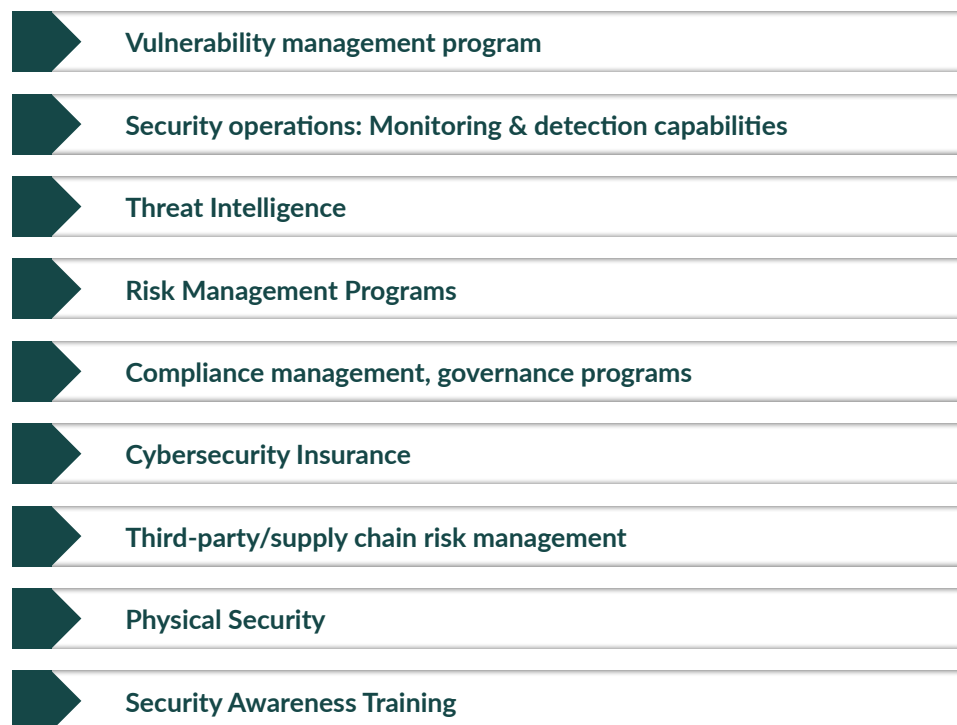 Vulnerability management program
Security operations: Monitoring & detection capabilities
Threat Intelligence
Risk Management Programs
Compliance management, governance programs
Cybersecurity Insurance
Third-party/supply chain risk management
Physical Security
Security Awareness Training